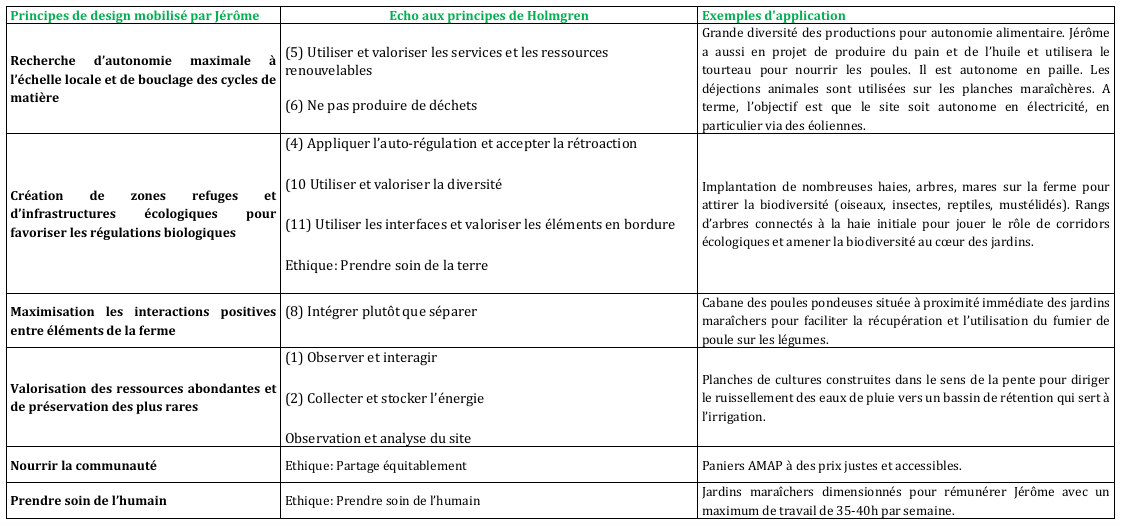 Principes de design mobilisé par Jérôme
Echo aux principes de Holmgren
Exemples d'application
Recherche d'autonomie maximale à
l'échelle locale et de bouclage des cycles de
matière
(5) Utiliser et valoriser les services et les ressources
renouvelables
(6) Ne pas produire de déchets
Grande diversité des productions pour autonomie alimentaire. Jérôme
a aussi en projet de produire du pain et de l'huile et utilisera le
tourteau pour nourrir les poules. Il est autonome en paille. Les
déjections animales sont utilisées sur les planches maraîchères. A
terme, l'objectif est que le site soit autonome en électricité, en
particulier via des éoliennes.
Création de zones refuges et
d'infrastructures écologiques pour
favoriser les régulations biologiques
(4) Appliquer l'auto-régulation et accepter la rétroaction
(10 Utiliser et valoriser la diversité
(11) Utiliser les interfaces et valoriser les éléments en bordure
Ethique: Prendre soin de la terre
Implantation de nombreuses haies, arbres, mares sur la ferme pour
attirer la biodiversité (oiseaux, insectes, reptiles, mustélidés). Rangs
d'arbres connectés à la haie initiale pour jouer le rôle de corridors
écologiques et amener la biodiversité au cœur des jardins.
Maximisation les interactions positives
entre éléments de la ferme
(8) Intégrer plutôt que séparer
Cabane des poules pondeuses située à proximité immédiate des jardins
maraîchers pour faciliter la récupération et l'utilisation du fumier de
poule sur les légumes.
Valorisation des ressources abondantes et
de préservation des plus rares
(1) Observer et interagir
(2) Collecter et stocker l'énergie
Observation et analyse du site
Planches de cultures construites dans le sens de la pente pour diriger
le ruissellement des eaux de pluie vers un bassin de rétention qui sert à
l'irrigation.
Nourrir la communauté
Ethique: Partage équitablement
Paniers AMAP à des prix justes et accessibles.
Prendre soin de l'humain
Ethique: Prendre soin de l'humain
Jardins maraîchers dimensionnés pour rémunérer Jérôme avec un
maximum de travail de 35-40h par semaine.